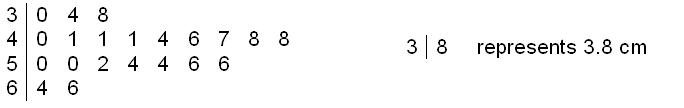 3 | 0 4 8
4 | 0 1 1 1 4 6 7 8 8
5 | 0 0 2 4 4 6 6
6 | 4 6
3 | 8 represents 3.8 cm